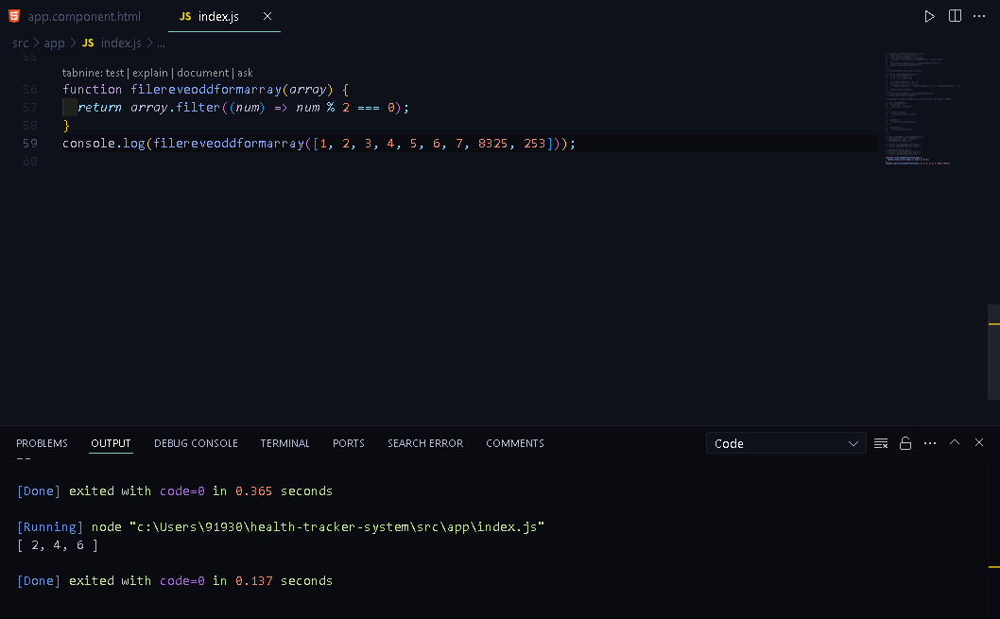 app.component.html
JS index.js
src > app > JS index.js > ...
55
tabnine: test | explain | document | ask
56 function filereveoddformarray(array) {
57 return array.filter((num) => num % 2 === 0);
58 }
59 console.log(filereveoddformarray([1, 2, 3, 4, 5, 6, 7, 8325, 253]));
60
PROBLEMS OUTPUT DEBUG CONSOLE TERMINAL PORTS SEARCH ERROR COMMENTS Code
[Done] exited with code=0 in 0.365 seconds
[Running] node "c:\Users\91930\health-tracker-system\src\app\index.js"
[ 2, 4, 6 ]
[Done] exited with code=0 in 0.137 seconds